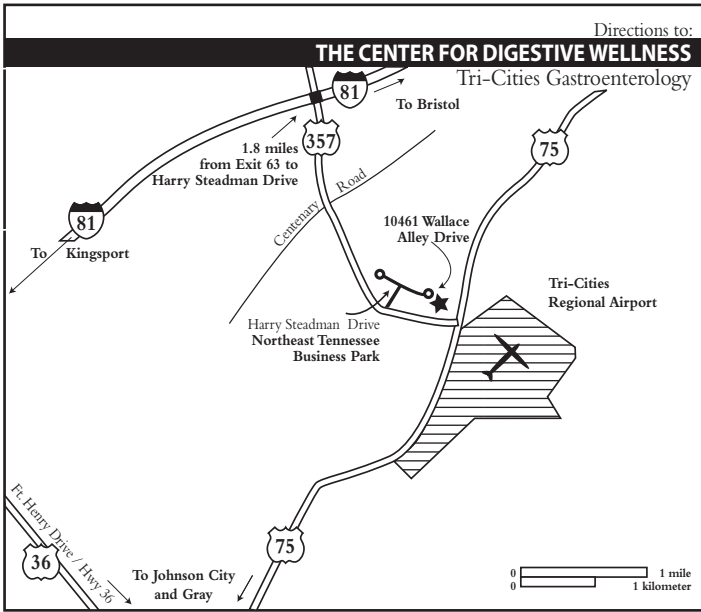 Directions to:
THE CENTER FOR DIGESTIVE WELLNESS
Tri-Cities Gastroenterology
81
To Bristol
357
75
1.8 miles
from Exit 63 to
Harry Steadman Drive
Centenary Road
81
To Kingsport
10461 Wallace
Alley Drive
Tri-Cities
Regional Airport
Harry Steadman Drive
Northeast Tennessee
Business Park
Ft. Henry Drive / Hwy 36
36
75
To Johnson City
and Gray
0 1 mile
0 1 kilometer